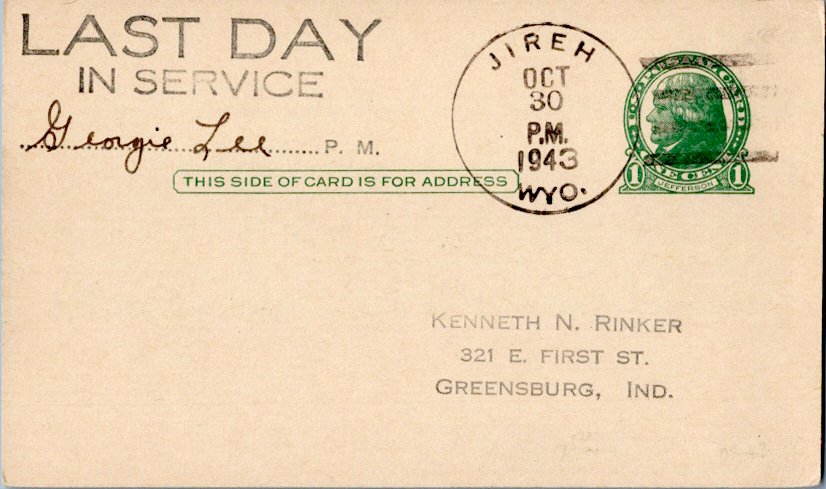 LAST DAY
IN SERVICE
Georgie Lee P. M.
JIREH
OCT
30
P.M.
1943
WYO.
1 JEFFERSON 1
THIS SIDE OF CARD IS FOR ADDRESS
KENNETH N. RINKER
321 E. FIRST ST.
GREENSBURG, IND.